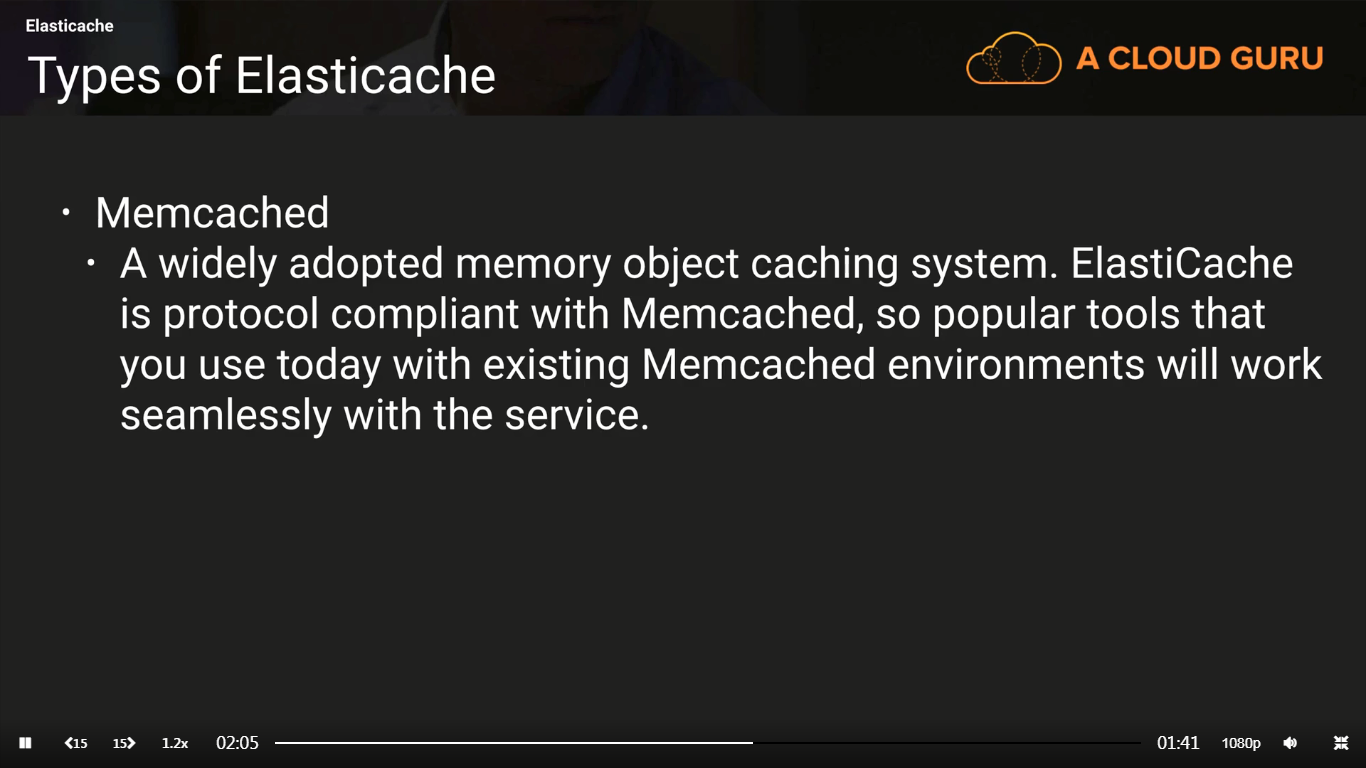 Elasticache
Types of Elasticache
A CLOUD GURU
• Memcached
• A widely adopted memory object caching system. ElastiCache
is protocol compliant with Memcached, so popular tools that
you use today with existing Memcached environments will work
seamlessly with the service.
15 15 1.2x 02:05 01:41 1080p